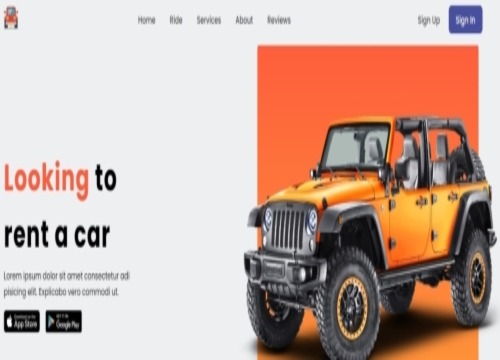 Home Ride Services About Reviews Sign Up Sign In
Looking to
rent a car
Lorem ipsum dolor sit amet consectetur adi
pisicing elit. Explicabo vero commodi ut.
Download on the App Store GET IT ON Google Play